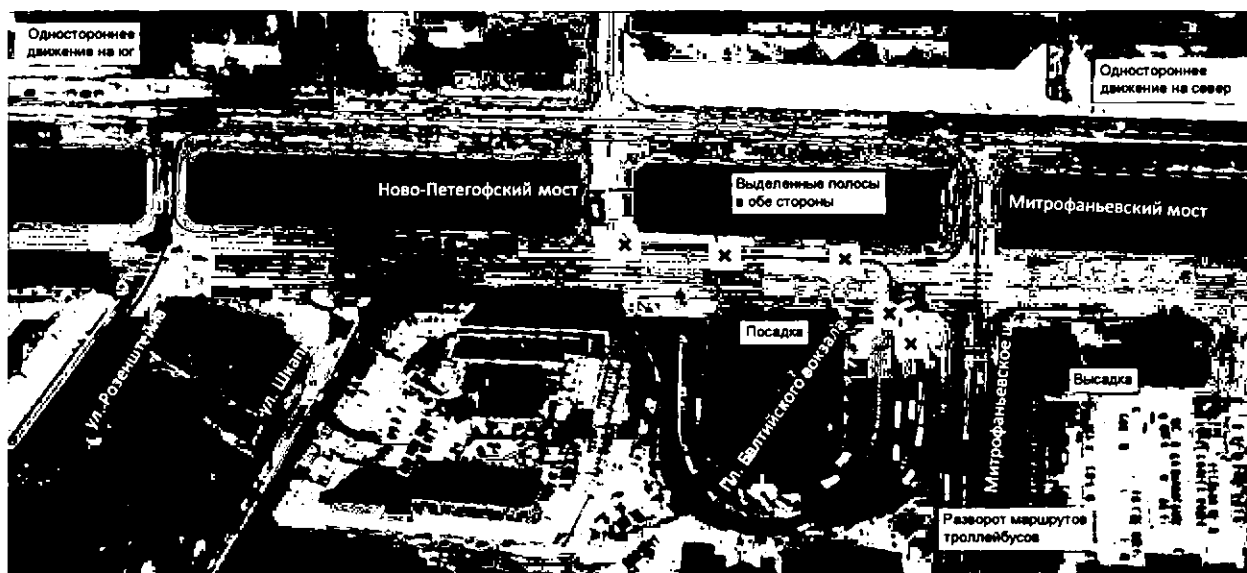 Одностороннее
движение на юг
Одностороннее
движение на север
Ново-Петегофский мост
Выделенные полосы
в обе стороны
Митрофаньевский мост
ул. Розенштейна
ул. Шкапина
Посадка
пл. Балтийского вокзала
Митрофаньевское ш
Высадка
Разворот маршрутов
троллейбусов